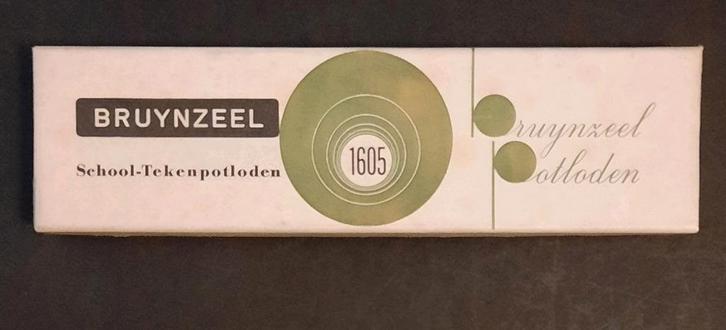 BRUYNZEEL
School-Tekenpotloden
1605
bruynzeel
potloden